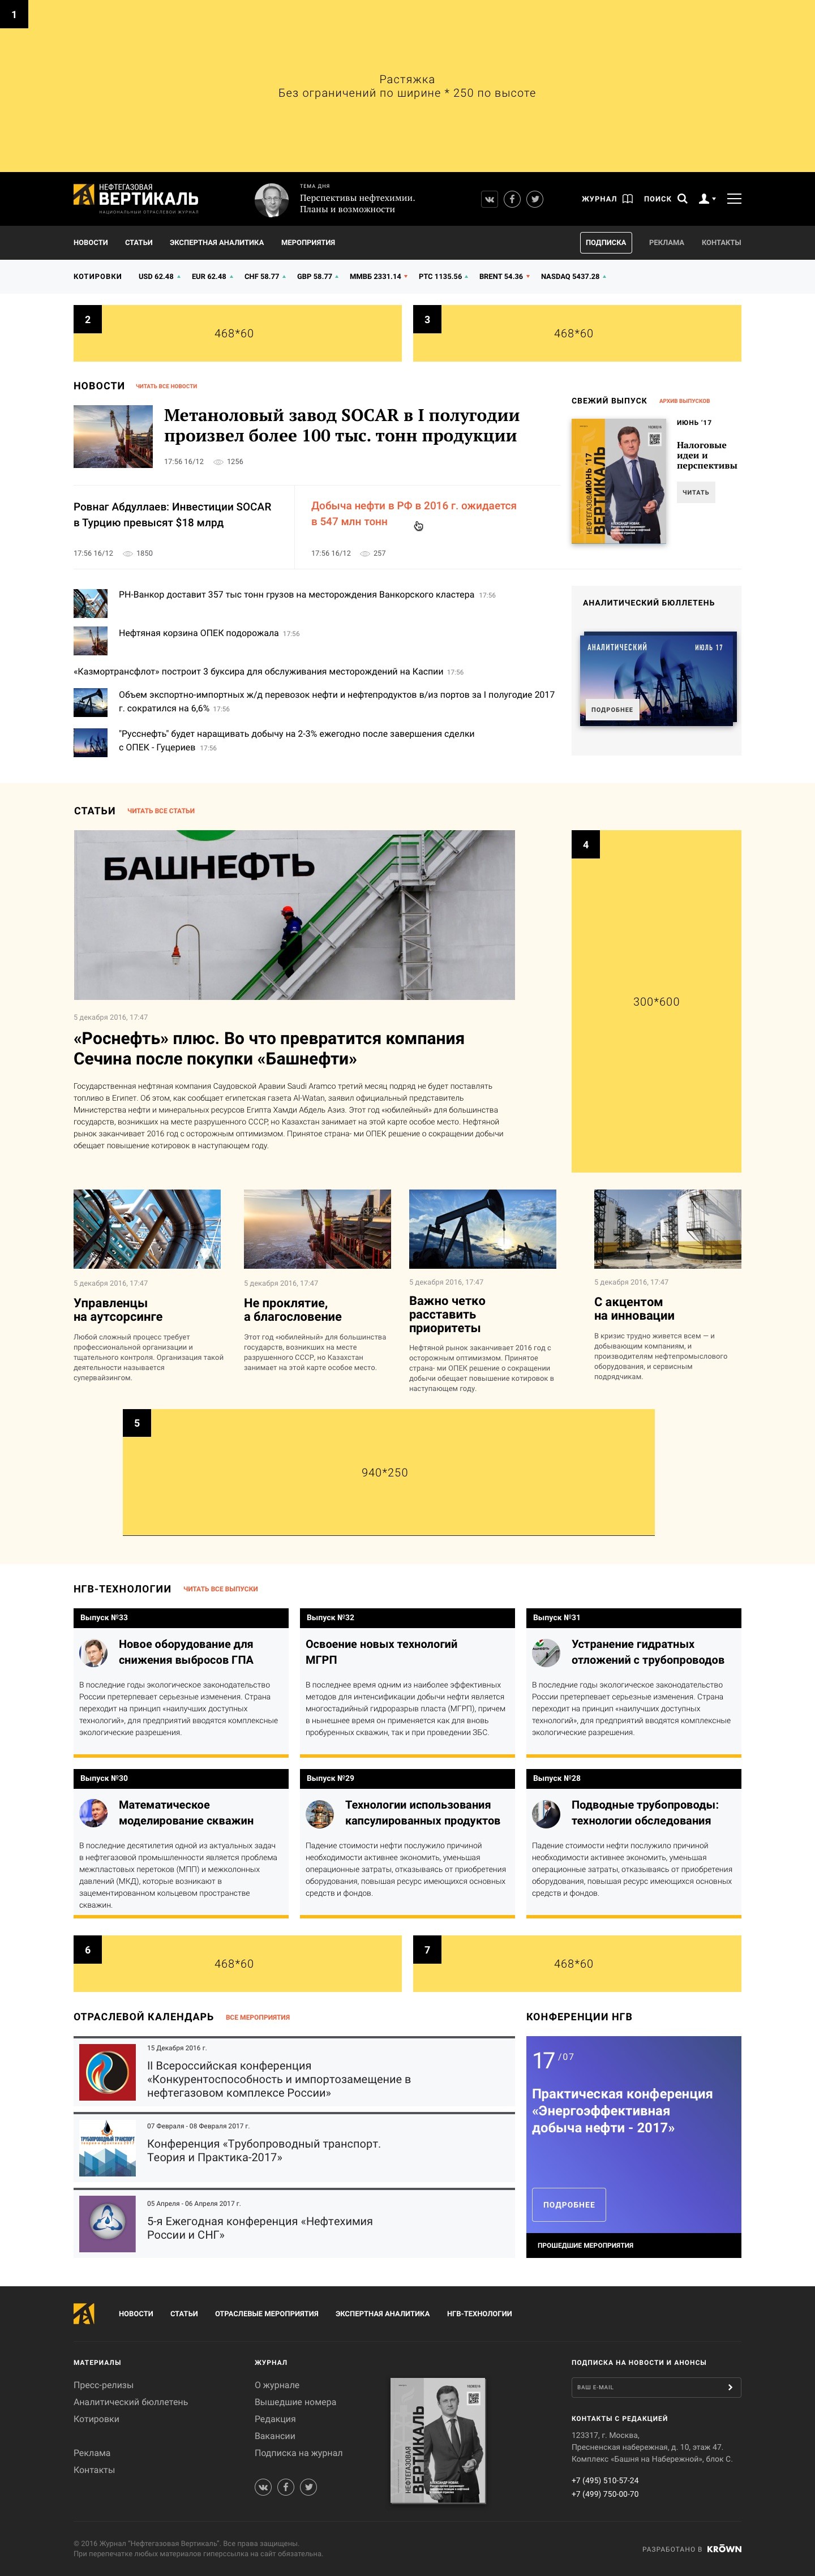 1
Растяжка
Без ограничений по ширине * 250 по высоте
НЕФТЕГАЗОВАЯ
ВЕРТИКАЛЬ
НАЦИОНАЛЬНЫЙ ОТРАСЛЕВОЙ ЖУРНАЛ
ТЕМА ДНЯ
Перспективы нефтехимии.
Планы и возможности
ЖУРНАЛ
ПОИСК
НОВОСТИ СТАТЬИ ЭКСПЕРТНАЯ АНАЛИТИКА МЕРОПРИЯТИЯ ПОДПИСКА РЕКЛАМА КОНТАКТЫ
КОТИРОВКИ USD 62.48 EUR 62.48 CHF 58.77 GBP 58.77 ММВБ 2331.14 РТС 1135.56 BRENT 54.36 NASDAQ 5437.28
2
468*60
3
468*60
НОВОСТИ ЧИТАТЬ ВСЕ НОВОСТИ
Метаноловый завод SOCAR в I полугодии
произвел более 100 тыс. тонн продукции
17:56 16/12 1256
Ровнаг Абдуллаев: Инвестиции SOCAR
в Турцию превысят $18 млрд
17:56 16/12 1850
Добыча нефти в РФ в 2016 г. ожидается
в 547 млн тонн
17:56 16/12 257
РН-Ванкор доставит 357 тыс тонн грузов на месторождения Ванкорского кластера 17:56
Нефтяная корзина ОПЕК подорожала 17:56
«Казмортрансфлот» построит 3 буксира для обслуживания месторождений на Каспии 17:56
Объем экспортно-импортных ж/д перевозок нефти и нефтепродуктов в/из портов за I полугодие 2017
г. сократился на 6,6% 17:56
"Русснефть" будет наращивать добычу на 2-3% ежегодно после завершения сделки
с ОПЕК - Гуцериев 17:56
СВЕЖИЙ ВЫПУСК АРХИВ ВЫПУСКОВ
НЕФТЕГАЗОВАЯ
ИЮНЬ '17
ВЕРТИКАЛЬ
ИЮНЬ '17
Налоговые
идеи и
перспективы
ЧИТАТЬ
АНАЛИТИЧЕСКИЙ БЮЛЛЕТЕНЬ
АНАЛИТИЧЕСКИЙ ИЮЛЬ 17
ПОДРОБНЕЕ
СТАТЬИ ЧИТАТЬ ВСЕ СТАТЬИ
БАШНЕФТЬ
5 декабря 2016, 17:47
«Роснефть» плюс. Во что превратится компания
Сечина после покупки «Башнефти»
Государственная нефтяная компания Саудовской Аравии Saudi Aramco третий месяц подряд не будет поставлять
топливо в Египет. Об этом, как сообщает египетская газета Al-Watan, заявил официальный представитель
Министерства нефти и минеральных ресурсов Египта Хамди Абдель Азиз. Этот год «юбилейный» для большинства
государств, возникших на месте разрушенного СССР, но Казахстан занимает на этой карте особое место. Нефтяной
рынок заканчивает 2016 год с осторожным оптимизмом. Принятое страна- ми ОПЕК решение о сокращении добычи
обещает повышение котировок в наступающем году.
4
300*600
5 декабря 2016, 17:47
Управленцы
на аутсорсинге
Любой сложный процесс требует
профессиональной организации и
тщательного контроля. Организация такой
деятельности называется
супервайзингом.
5 декабря 2016, 17:47
Не проклятие,
а благословение
Этот год «юбилейный» для большинства
государств, возникших на месте
разрушенного СССР, но Казахстан
занимает на этой карте особое место.
5 декабря 2016, 17:47
Важно четко
расставить
приоритеты
Нефтяной рынок заканчивает 2016 год с
осторожным оптимизмом. Принятое
страна- ми ОПЕК решение о сокращении
добычи обещает повышение котировок в
наступающем году.
5 декабря 2016, 17:47
С акцентом
на инновации
В кризис трудно живется всем — и
добывающим компаниям, и
производителям нефтепромыслового
оборудования, и сервисным
подрядчикам.
5
940*250
НГВ-ТЕХНОЛОГИИ ЧИТАТЬ ВСЕ ВЫПУСКИ
Выпуск №33
Новое оборудование для
снижения выбросов ГПА
В последние годы экологическое законодательство
России претерпевает серьезные изменения. Страна
переходит на принцип «наилучших доступных
технологий», для предприятий вводятся комплексные
экологические разрешения.
Выпуск №32
Освоение новых технологий
МГРП
В последнее время одним из наиболее эффективных
методов для интенсификации добычи нефти является
многостадийный гидроразрыв пласта (МГРП), причем
в нынешнее время он применяется как для вновь
пробуренных скважин, так и при проведении ЗБС.
Выпуск №31
Устранение гидратных
отложений с трубопроводов
В последние годы экологическое законодательство
России претерпевает серьезные изменения. Страна
переходит на принцип «наилучших доступных
технологий», для предприятий вводятся комплексные
экологические разрешения.
Выпуск №30
Математическое
моделирование скважин
В последние десятилетия одной из актуальных задач
в нефтегазовой промышленности является проблема
межпластовых перетоков (МПП) и межколонных
давлений (МКД), которые возникают в
зацементированном кольцевом пространстве
скважин.
Выпуск №29
Технологии использования
капсулированных продуктов
Падение стоимости нефти послужило причиной
необходимости активнее экономить, уменьшая
операционные затраты, отказываясь от приобретения
оборудования, повышая ресурс имеющихся основных
средств и фондов.
Выпуск №28
Подводные трубопроводы:
технологии обследования
Падение стоимости нефти послужило причиной
необходимости активнее экономить, уменьшая
операционные затраты, отказываясь от приобретения
оборудования, повышая ресурс имеющихся основных
средств и фондов.
6
468*60
7
468*60
ОТРАСЛЕВОЙ КАЛЕНДАРЬ ВСЕ МЕРОПРИЯТИЯ
15 Декабря 2016 г.
II Всероссийская конференция
«Конкурентоспособность и импортозамещение в
нефтегазовом комплексе России»
ТРУБОПРОВОДНЫЙ ТРАНСПОРТ
07 Февраля - 08 Февраля 2017 г.
Конференция «Трубопроводный транспорт.
Теория и Практика-2017»
05 Апреля - 06 Апреля 2017 г.
5-я Ежегодная конференция «Нефтехимия
России и СНГ»
КОНФЕРЕНЦИИ НГВ
17 /07
Практическая конференция
«Энергоэффективная
добыча нефти - 2017»
ПОДРОБНЕЕ
ПРОШЕДШИЕ МЕРОПРИЯТИЯ
НОВОСТИ СТАТЬИ ОТРАСЛЕВЫЕ МЕРОПРИЯТИЯ ЭКСПЕРТНАЯ АНАЛИТИКА НГВ-ТЕХНОЛОГИИ
МАТЕРИАЛЫ
Пресс-релизы
Аналитический бюллетень
Котировки
Реклама
Контакты
ЖУРНАЛ
О журнале
Вышедшие номера
Редакция
Вакансии
Подписка на журнал
НЕФТЕГАЗОВАЯ
ВЕРТИКАЛЬ
ПОДПИСКА НА НОВОСТИ И АНОНСЫ
ВАШ E-MAIL
КОНТАКТЫ С РЕДАКЦИЕЙ
123317, г. Москва,
Пресненская набережная, д. 10, этаж 47.
Комплекс «Башня на Набережной», блок С.
+7 (495) 510-57-24
+7 (499) 750-00-70
© 2016 Журнал "Нефтегазовая Вертикаль". Все права защищены.
При перепечатке любых материалов гиперссылка на сайт обязательна.
РАЗРАБОТАНО В KRŌWN